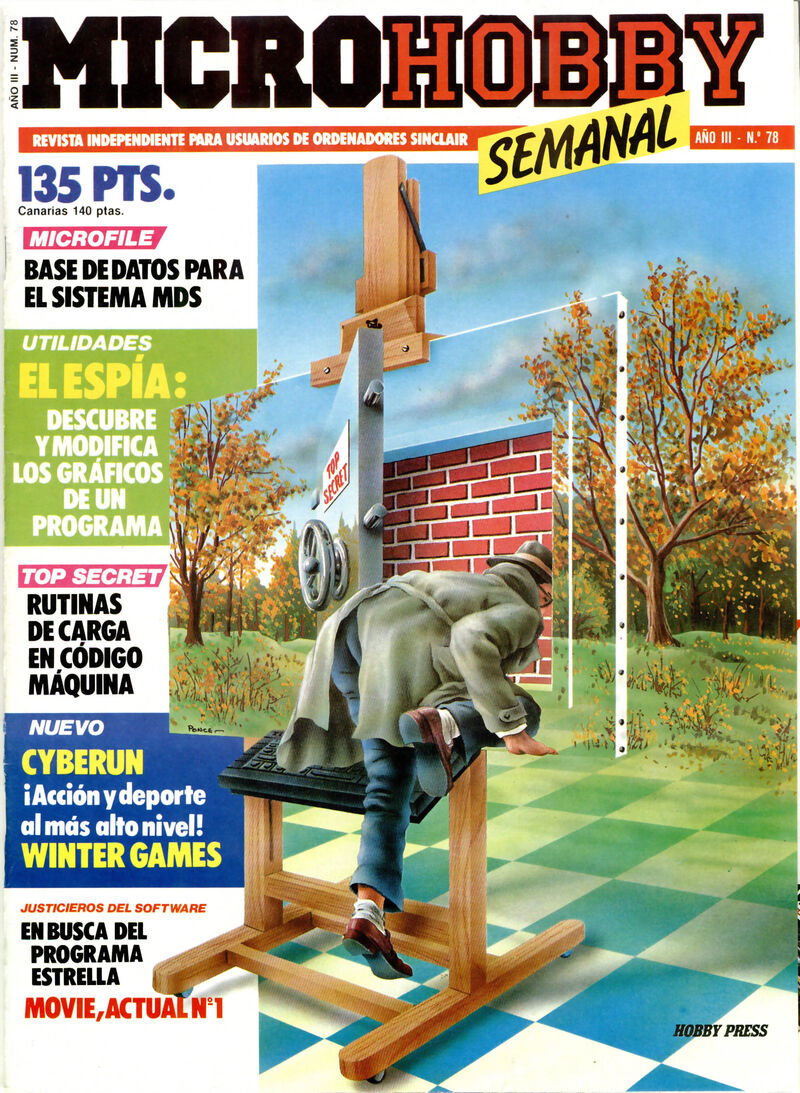 AÑO III - NUM. 78
MICROHOBBY
SEMANAL
REVISTA INDEPENDIENTE PARA USUARIOS DE ORDENADORES SINCLAIR
AÑO III - N.º 78
135 PTS.
Canarias 140 ptas.
MICROFILE
BASE DE DATOS PARA
EL SISTEMA MDS
UTILIDADES
EL ESPÍA:
DESCUBRE
Y MODIFICA
LOS GRÁFICOS
DE UN
PROGRAMA
TOP SECRET
RUTINAS
DE CARGA
EN CÓDIGO
MÁQUINA
NUEVO
CYBERUN
¡Acción y deporte
al más alto nivel!
WINTER GAMES
JUSTICIEROS DEL SOFTWARE
EN BUSCA DEL
PROGRAMA
ESTRELLA
MOVIE, ACTUAL Nº1
TOP
SECRET
PONCE
HOBBY PRESS